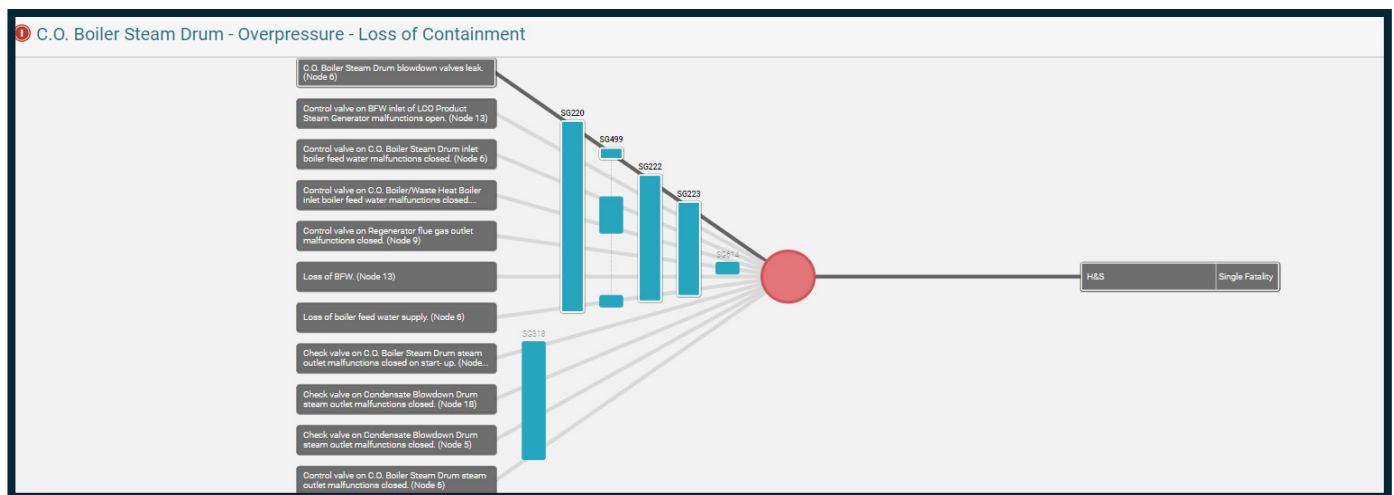 C.O. Boiler Steam Drum - Overpressure - Loss of Containment
C.O. Boiler Steam Drum blowdown valves leak.
(Node 6)
Control valve on BFW inlet of LCO Product
Steam Generator malfunctions open. (Node 13)
Control valve on C.O. Boiler Steam Drum inlet
boiler feed water malfunctions closed. (Node 6)
Control valve on C.O. Boiler/Waste Heat Boiler
inlet boiler feed water malfunctions closed....
Control valve on Regenerator flue gas outlet
malfunctions closed. (Node 9)
Loss of BFW. (Node 13)
Loss of boiler feed water supply. (Node 6)
Check valve on C.O. Boiler Steam Drum steam
outlet malfunctions closed on start- up. (Node...
Check valve on Condensate Blowdown Drum
steam outlet malfunctions closed. (Node 18)
Check valve on Condensate Blowdown Drum
steam outlet malfunctions closed. (Node 5)
Control valve on C.O. Boiler Steam Drum steam
outlet malfunctions closed. (Node 6)
SG220
SG499
SG222
SG223
SG318
H&S
Single Fatality